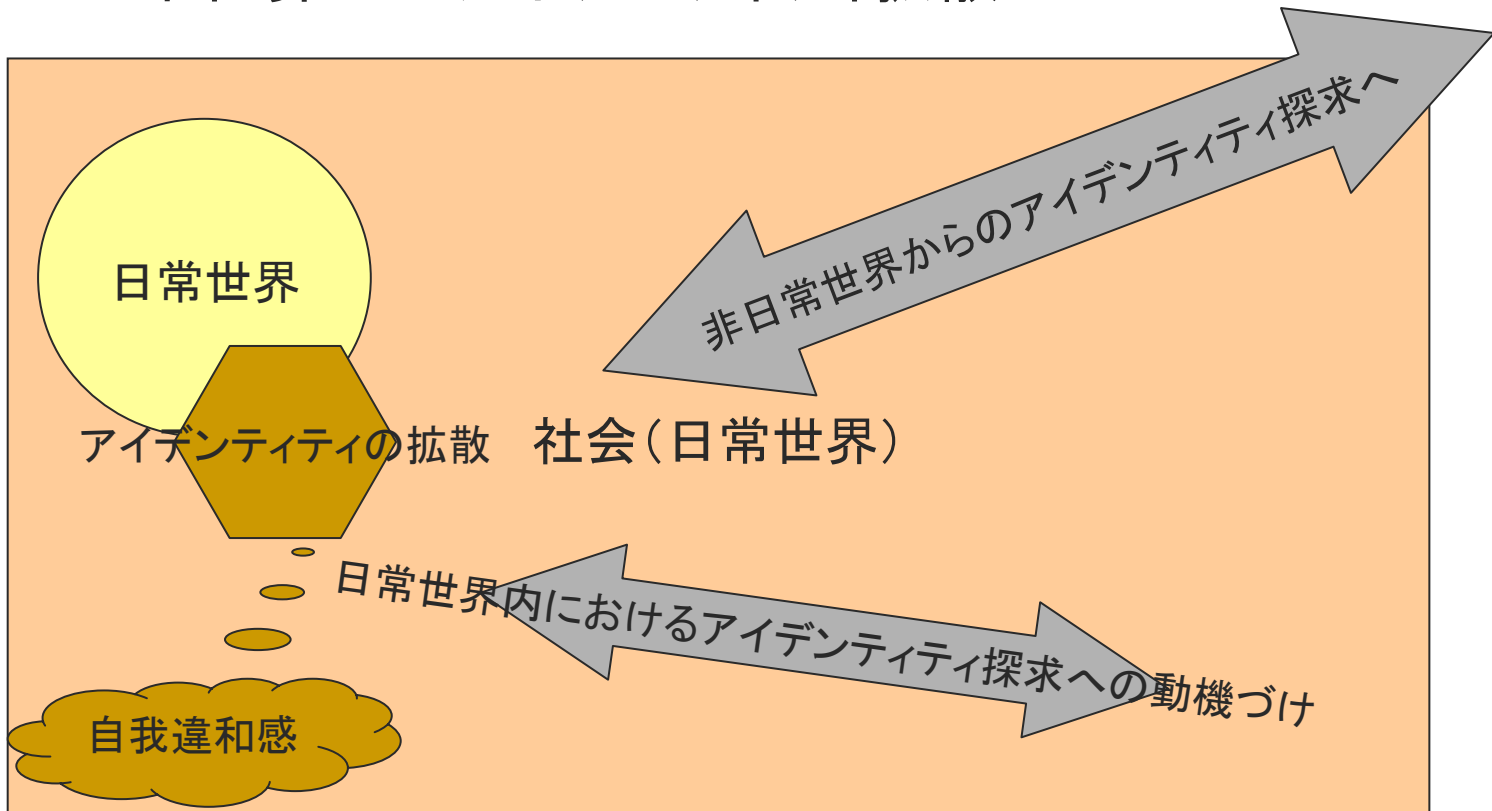 非日常世界からのアイデンティティ探求へ
日常世界
アイデンティティの拡散
社会（日常世界）
日常世界内におけるアイデンティティ探求への動機づけ
自我違和感